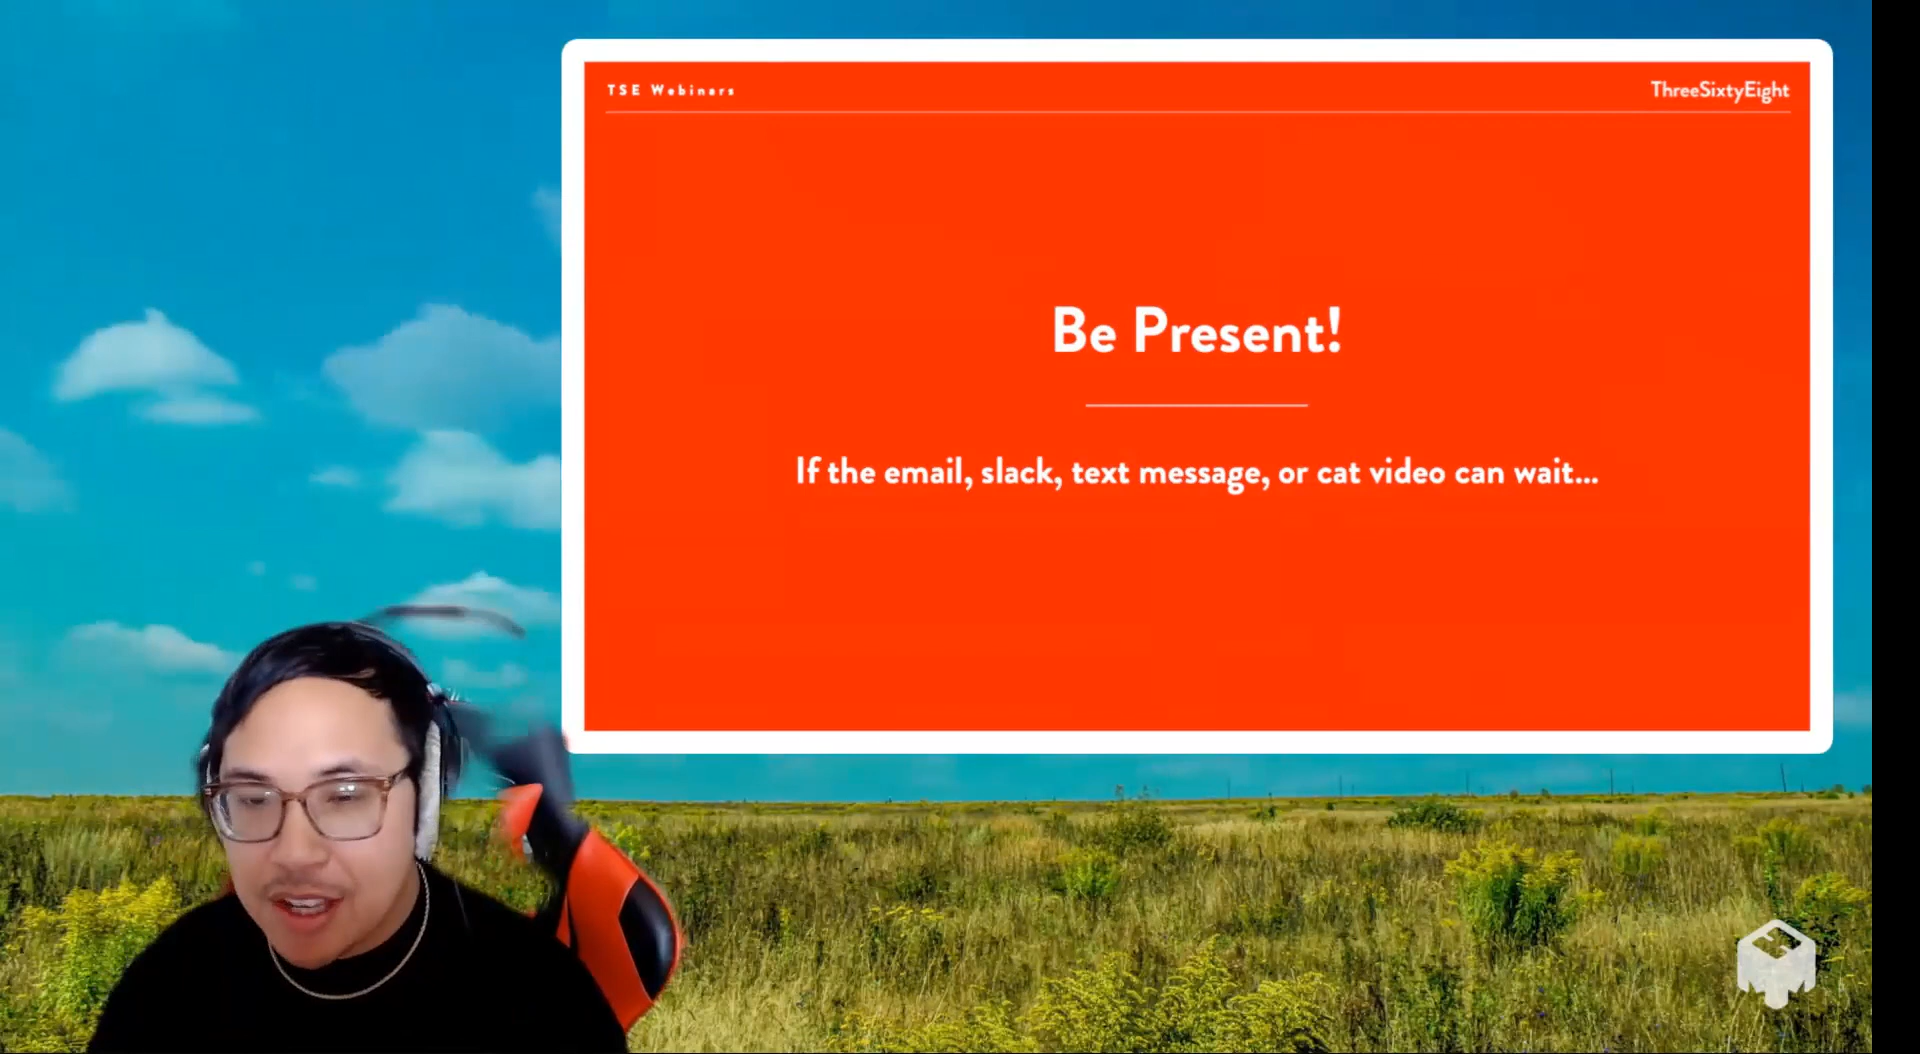 TSE Webinars
ThreeSixtyEight
Be Present!
If the email, slack, text message, or cat video can wait...